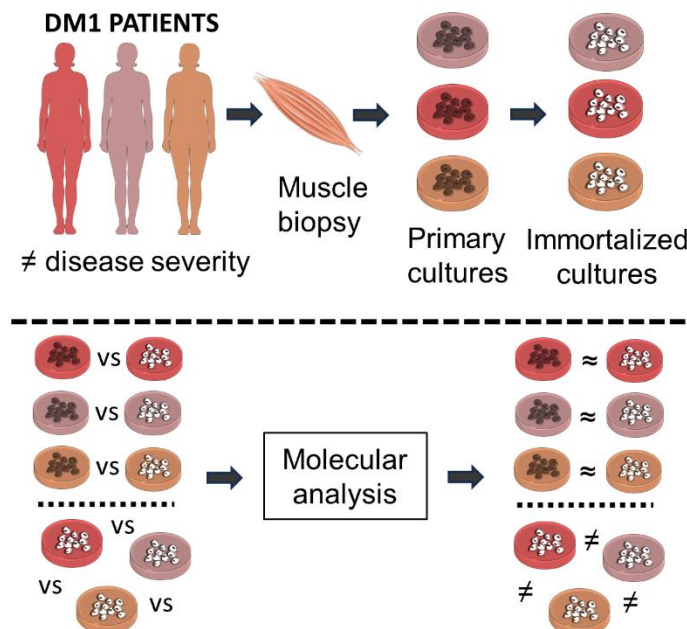 DM1 PATIENTS
≠ disease severity
Muscle
biopsy
Primary
cultures
Immortalized
cultures
vs
vs
vs
vs
vs
vs
Molecular
analysis
≈
≈
≈
≠
≠
≠